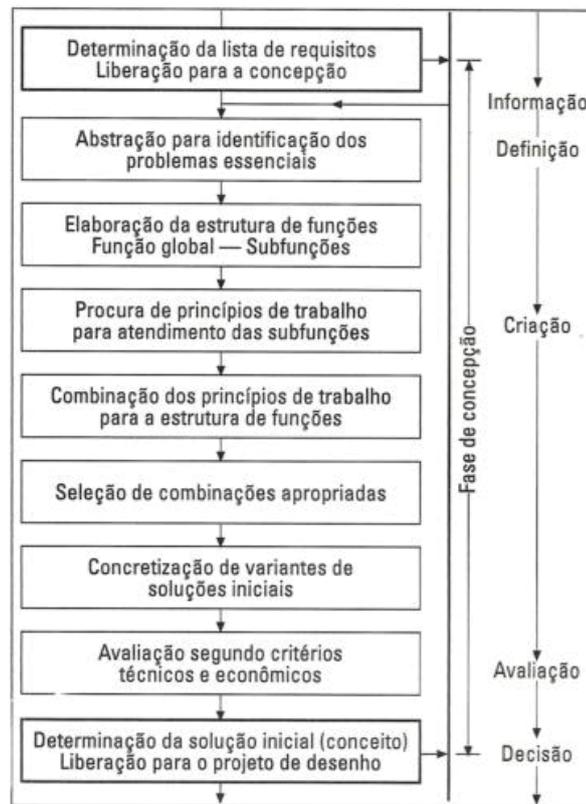 Determinação da lista de requisitos
Liberação para a concepção
Informação
Abstração para identificação dos
problemas essenciais
Definição
Elaboração da estrutura de funções
Função global — Subfunções
Procura de princípios de trabalho
para atendimento das subfunções
Criação
Combinação dos princípios de trabalho
para a estrutura de funções
Fase de concepção
Seleção de combinações apropriadas
Concretização de variantes de
soluções iniciais
Avaliação segundo critérios
técnicos e econômicos
Avaliação
Determinação da solução inicial (conceito)
Liberação para o projeto de desenho
Decisão